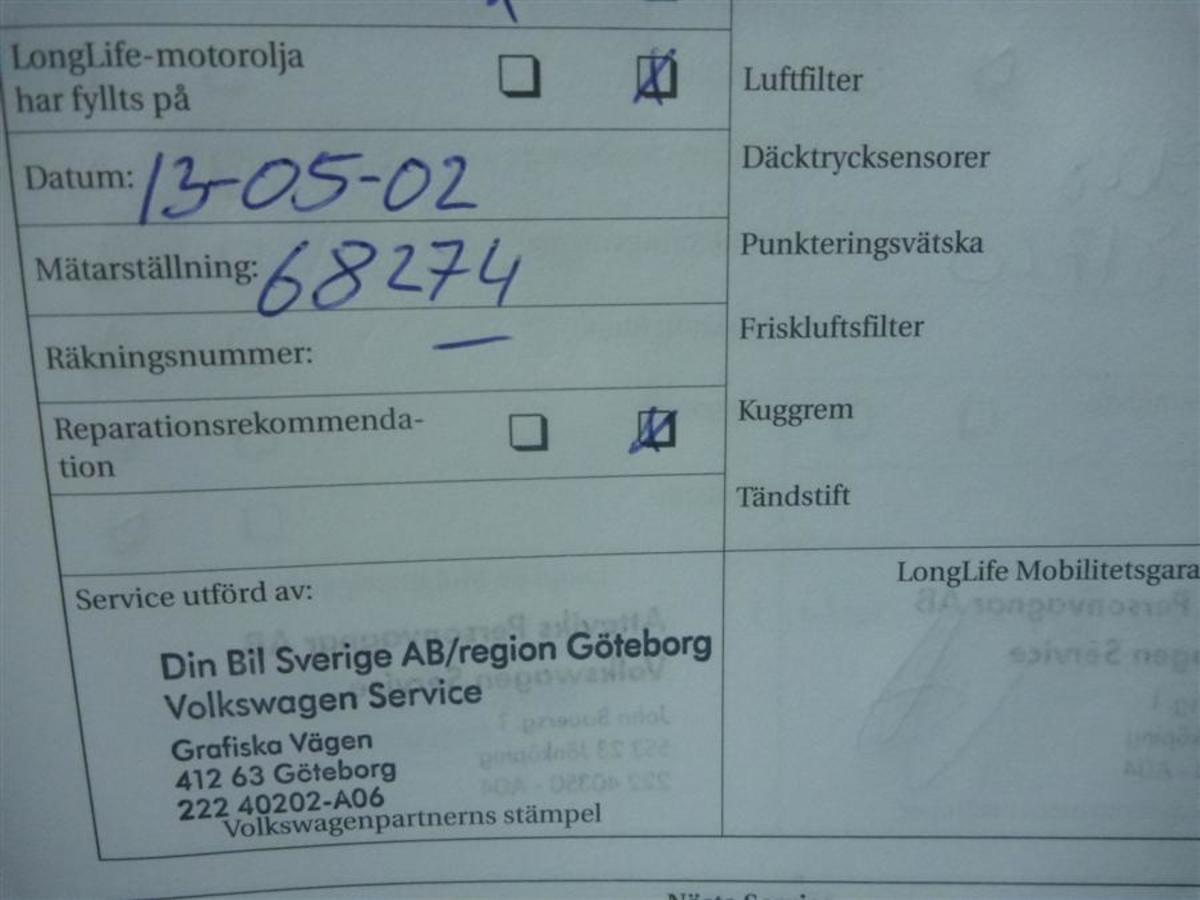 LongLife-motorolja
har fyllts på
Datum: 13-05-02
Mätarställning: 68274
Räkningsnummer: —
Reparationsrekommenda-
tion
Service utförd av:
Din Bil Sverige AB/region Göteborg
Volkswagen Service
Grafiska Vägen
412 63 Göteborg
222 40202-A06
Volkswagenpartnerns stämpel
Luftfilter
Däcktrycksensorer
Punkteringsvätska
Friskluftsfilter
Kuggrem
Tändstift
LongLife Mobilitetsgara